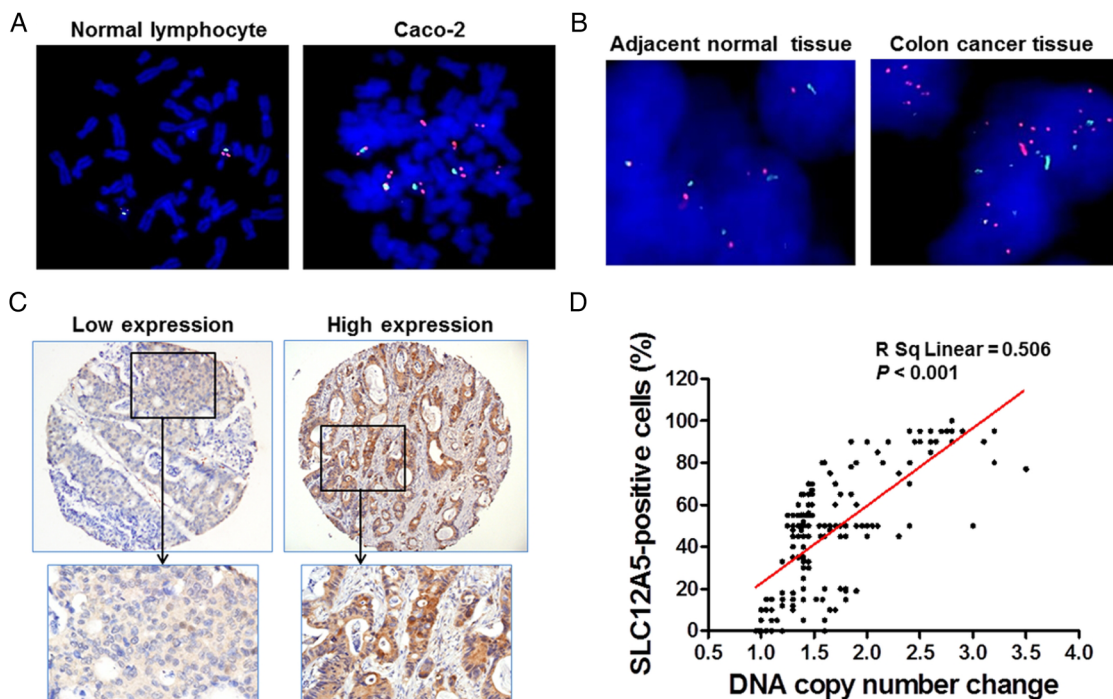 A
Normal lymphocyte
Caco-2
B
Adjacent normal tissue
Colon cancer tissue
C
Low expression
High expression
D
R Sq Linear = 0.506
P < 0.001
SLC12A5-positive cells (%)
120
100
80
60
40
20
0
0.5 1.0 1.5 2.0 2.5 3.0 3.5 4.0
DNA copy number change